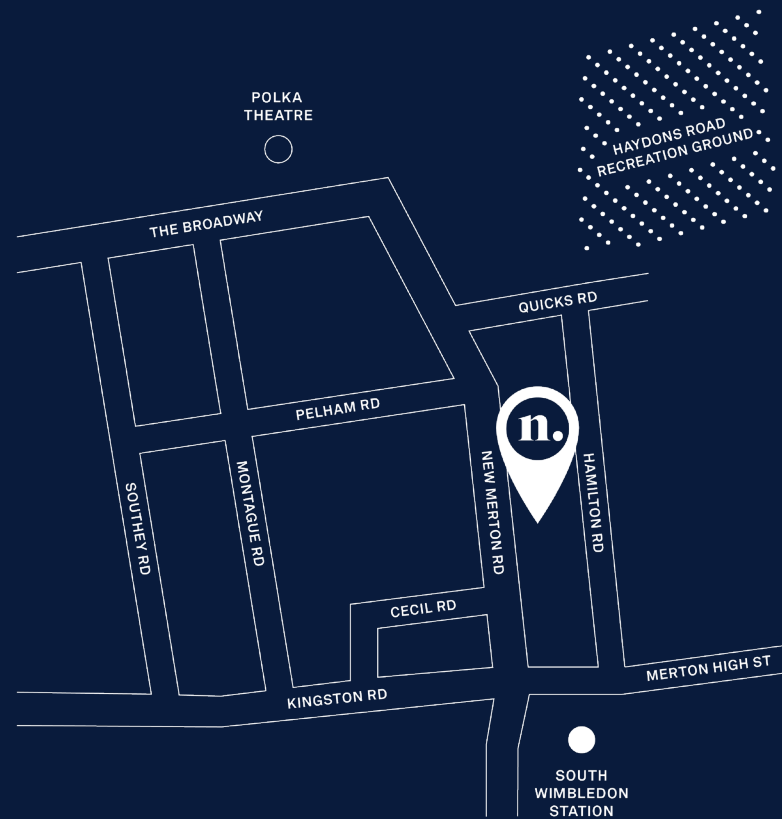 POLKA
THEATRE
HAYDONS ROAD
RECREATION GROUND
THE BROADWAY
QUICKS RD
PELHAM RD
n.
SOUTHEY RD
MONTAGUE RD
NEW MERTON RD
HAMILTON RD
CECIL RD
KINGSTON RD
MERTON HIGH ST
SOUTH
WIMBLEDON
STATION